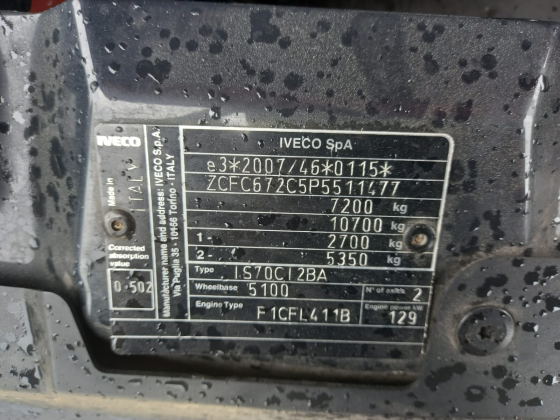 IVECO SpA
IVECO
Made in
ITALY
Manufacturer name and address: IVECO S.p.A.
Via Puglia 35 - 10156 Torino - ITALY
e3*2007/46*0115*
ZCFC672C5P5511477
7200 kg
10700 kg
1- 2700 kg
2- 5350 kg
Corrected absorption value
0.502
Type IS70CI2BA
Wheelbase 5100
N° of axles 2
Engine Type F1CFL411B
Engine power kW 129